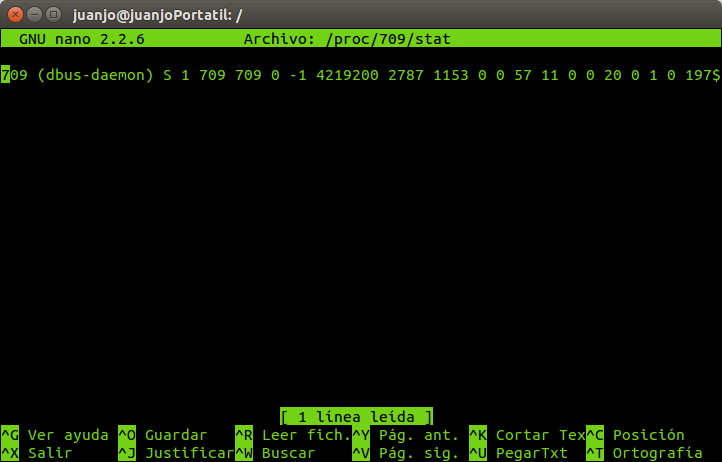 juanjo@juanjoPortatil: /
GNU nano 2.2.6 Archivo: /proc/709/stat
709 (dbus-daemon) S 1 709 709 0 -1 4219200 2787 1153 0 0 57 11 0 0 20 0 1 0 197$
[ 1 línea leída ]
^G Ver ayuda ^O Guardar ^R Leer fich. ^Y Pág. ant. ^K Cortar Tex ^C Posición
^X Salir ^J Justificar ^W Buscar ^V Pág. sig. ^U PegarTxt ^T Ortografía